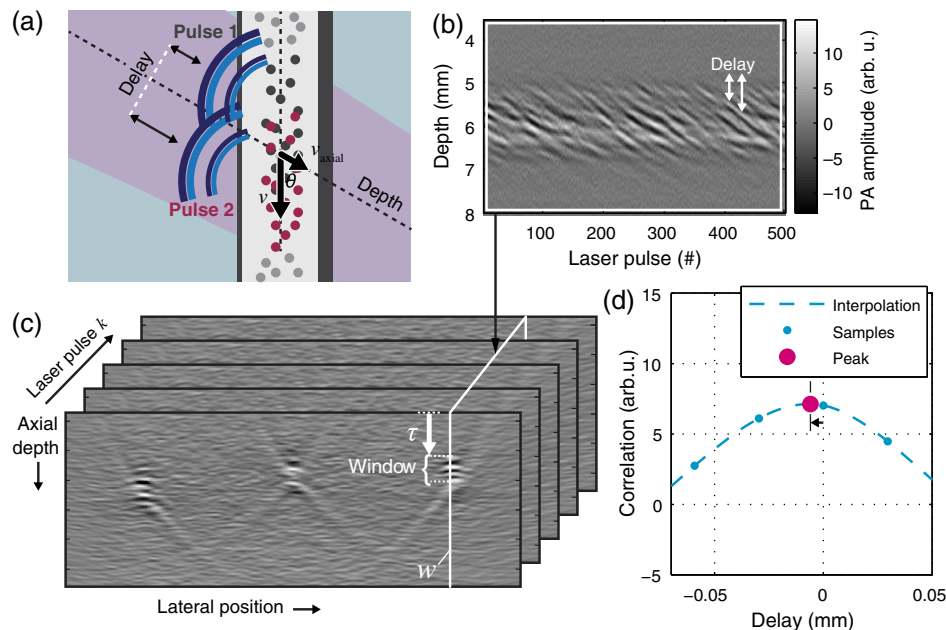 (a)
Pulse 1
Delay
v_axial
θ
v
Depth
Pulse 2
(b)
Depth (mm)
4
5
6
7
8
Delay
100
200
300
400
500
Laser pulse (#)
10
5
0
−5
−10
PA amplitude (arb. u.)
(c)
Laser pulse k
Axial
depth
τ
Window
w
Lateral position
(d)
Correlation (arb.u.)
15
10
5
0
−5
Interpolation
Samples
Peak
−0.05
0
0.05
Delay (mm)